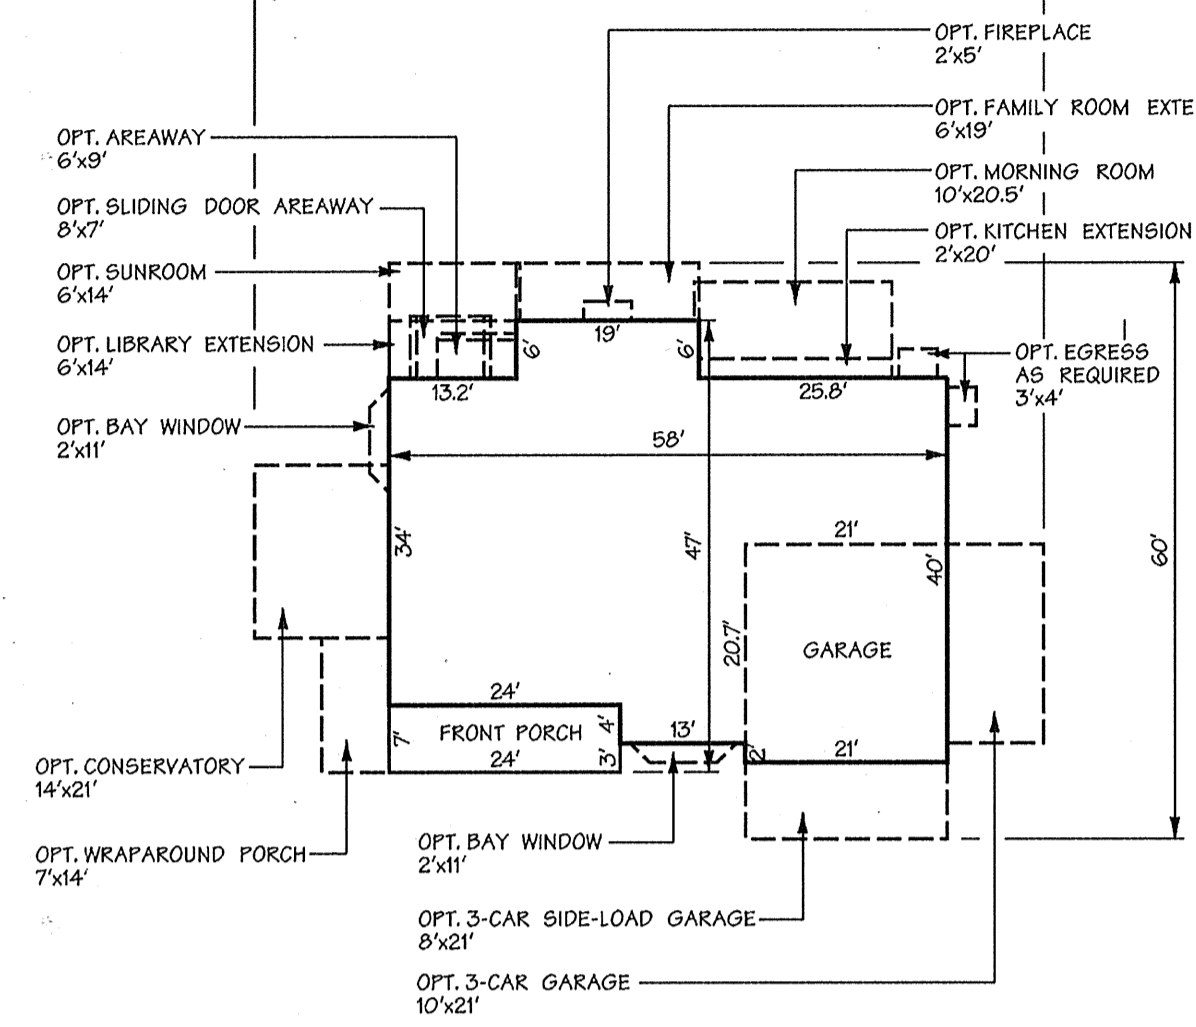 OPT. FIREPLACE
2'x5'
OPT. FAMILY ROOM EXTE
6'x19'
OPT. AREAWAY
6'x9'
OPT. MORNING ROOM
10'x20.5'
OPT. SLIDING DOOR AREAWAY
8'x7'
OPT. KITCHEN EXTENSION
2'x20'
OPT. SUNROOM
6'x14'
OPT. LIBRARY EXTENSION
6'x14'
19'
6'
6'
OPT. EGRESS
AS REQUIRED
3'x4'
13.2'
25.8'
OPT. BAY WINDOW
2'x11'
58'
34'
47'
21'
40'
60'
20.7'
GARAGE
24'
7'
FRONT PORCH
4'
13'
24'
3'
2'
21'
OPT. CONSERVATORY
14'x21'
OPT. WRAPAROUND PORCH
7'x14'
OPT. BAY WINDOW
2'x11'
OPT. 3-CAR SIDE-LOAD GARAGE
8'x21'
OPT. 3-CAR GARAGE
10'x21'